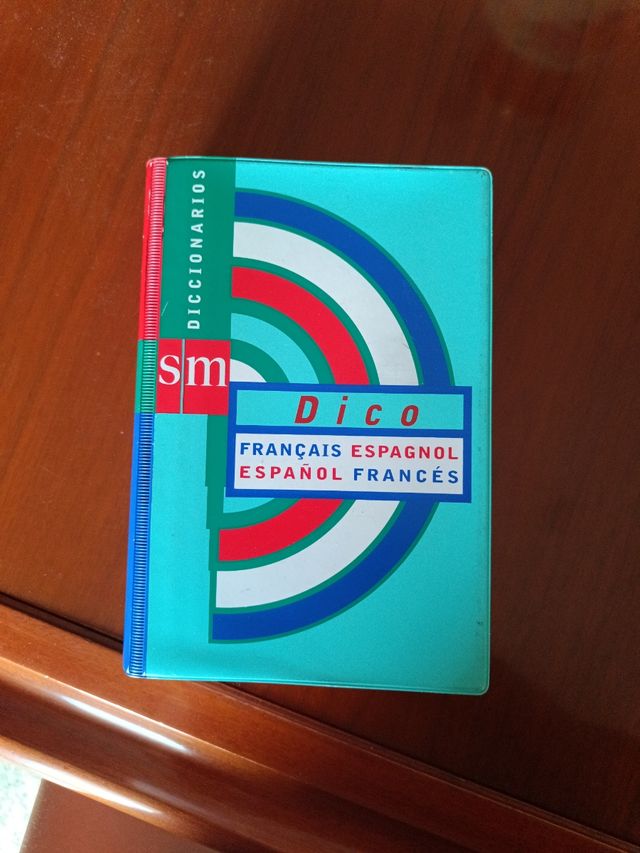 DICCIONARIOS
sm
Dico
FRANÇAIS ESPAGNOL
ESPAÑOL FRANCÉS